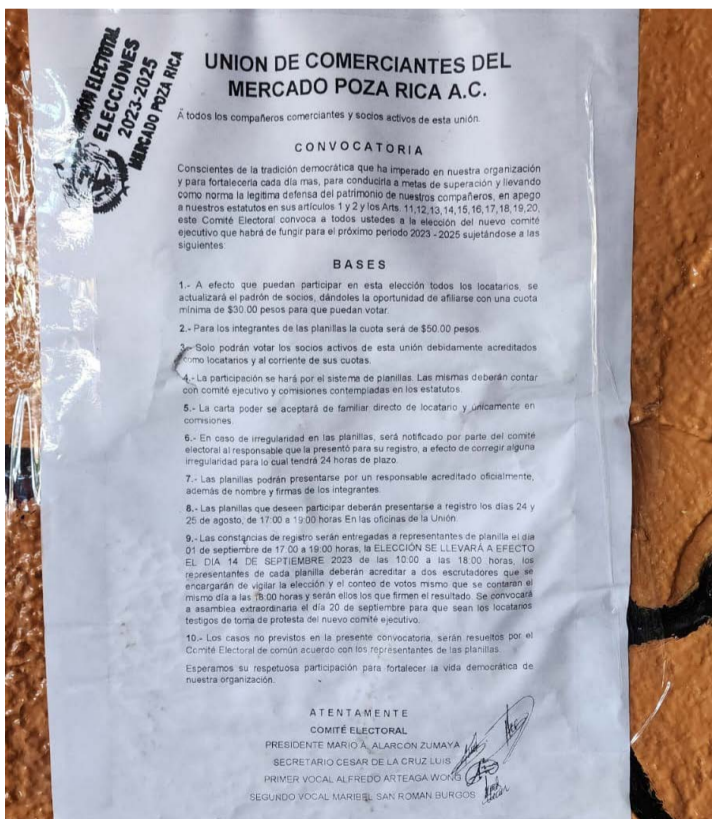 SION ELECTORAL
ELECCIONES
2023-2025
MERCADO POZA RICA
UNION DE COMERCIANTES DEL
MERCADO POZA RICA A.C.
A todos los compañeros comerciantes y socios activos de esta unión.
CONVOCATORIA
Conscientes de la tradición democrática que ha imperado en nuestra organización
y para fortalecerla cada día mas, para conducirla a metas de superación y llevando
como norma la legitima defensa del patrimonio de nuestros compañeros, en apego
a nuestros estatutos en sus artículos 1 y 2 y los Arts. 11,12,13,14,15,16,17,18,19,20,
este Comité Electoral convoca a todos ustedes a la elección del nuevo comité
ejecutivo que habrá de fungir para el próximo periodo 2023 - 2025 sujetándose a las
siguientes:
BASES
1.- A efecto que puedan participar en esta elección todos los locatarios, se
actualizará el padrón de socios, dándoles la oportunidad de afiliarse con una cuota
mínima de $30.00 pesos para que puedan votar.
2.- Para los integrantes de las planillas la cuota será de $50.00 pesos.
3.- Solo podrán votar los socios activos de esta unión debidamente acreditados
como locatarios y al corriente de sus cuotas.
4.- La participación se hará por el sistema de planillas. Las mismas deberán contar
con comité ejecutivo y comisiones contempladas en los estatutos.
5.- La carta poder se aceptará de familiar directo de locatario y únicamente en
comisiones.
6.- En caso de irregularidad en las planillas, será notificado por parte del comité
electoral al responsable que la presentó para su registro, a efecto de corregir alguna
irregularidad para lo cual tendrá 24 horas de plazo.
7.- Las planillas podrán presentarse por un responsable acreditado oficialmente,
además de nombre y firmas de los integrantes.
8.- Las planillas que deseen participar deberán presentarse a registro los días 24 y
25 de agosto, de 17:00 a 19:00 horas En las oficinas de la Unión.
9.- Las constancias de registro serán entregadas a representantes de planilla el día
01 de septiembre de 17:00 a 19:00 horas, la ELECCIÓN SE LLEVARÁ A EFECTO
EL DIA 14 DE SEPTIEMBRE 2023 de las 10:00 a las 18:00 horas, los
representantes de cada planilla deberán acreditar a dos escrutadores que se
encargarán de vigilar la elección y el conteo de votos mismo que se contarán el
mismo día a las 18:00 horas y serán ellos los que firmen el resultado. Se convocará
a asamblea extraordinaria el día 20 de septiembre para que sean los locatarios
testigos de toma de protesta del nuevo comité ejecutivo.
10.- Los casos no previstos en la presente convocatoria, serán resueltos por el
Comité Electoral de común acuerdo con los representantes de las planillas.
Esperamos su respetuosa participación para fortalecer la vida democrática de
nuestra organización.
ATENTAMENTE
COMITÉ ELECTORAL
PRESIDENTE MARIO A. ALARCON ZUMAYA
SECRETARIO CESAR DE LA CRUZ LUIS
PRIMER VOCAL ALFREDO ARTEAGA WONG
SEGUNDO VOCAL MARIBEL SAN ROMAN BURGOS